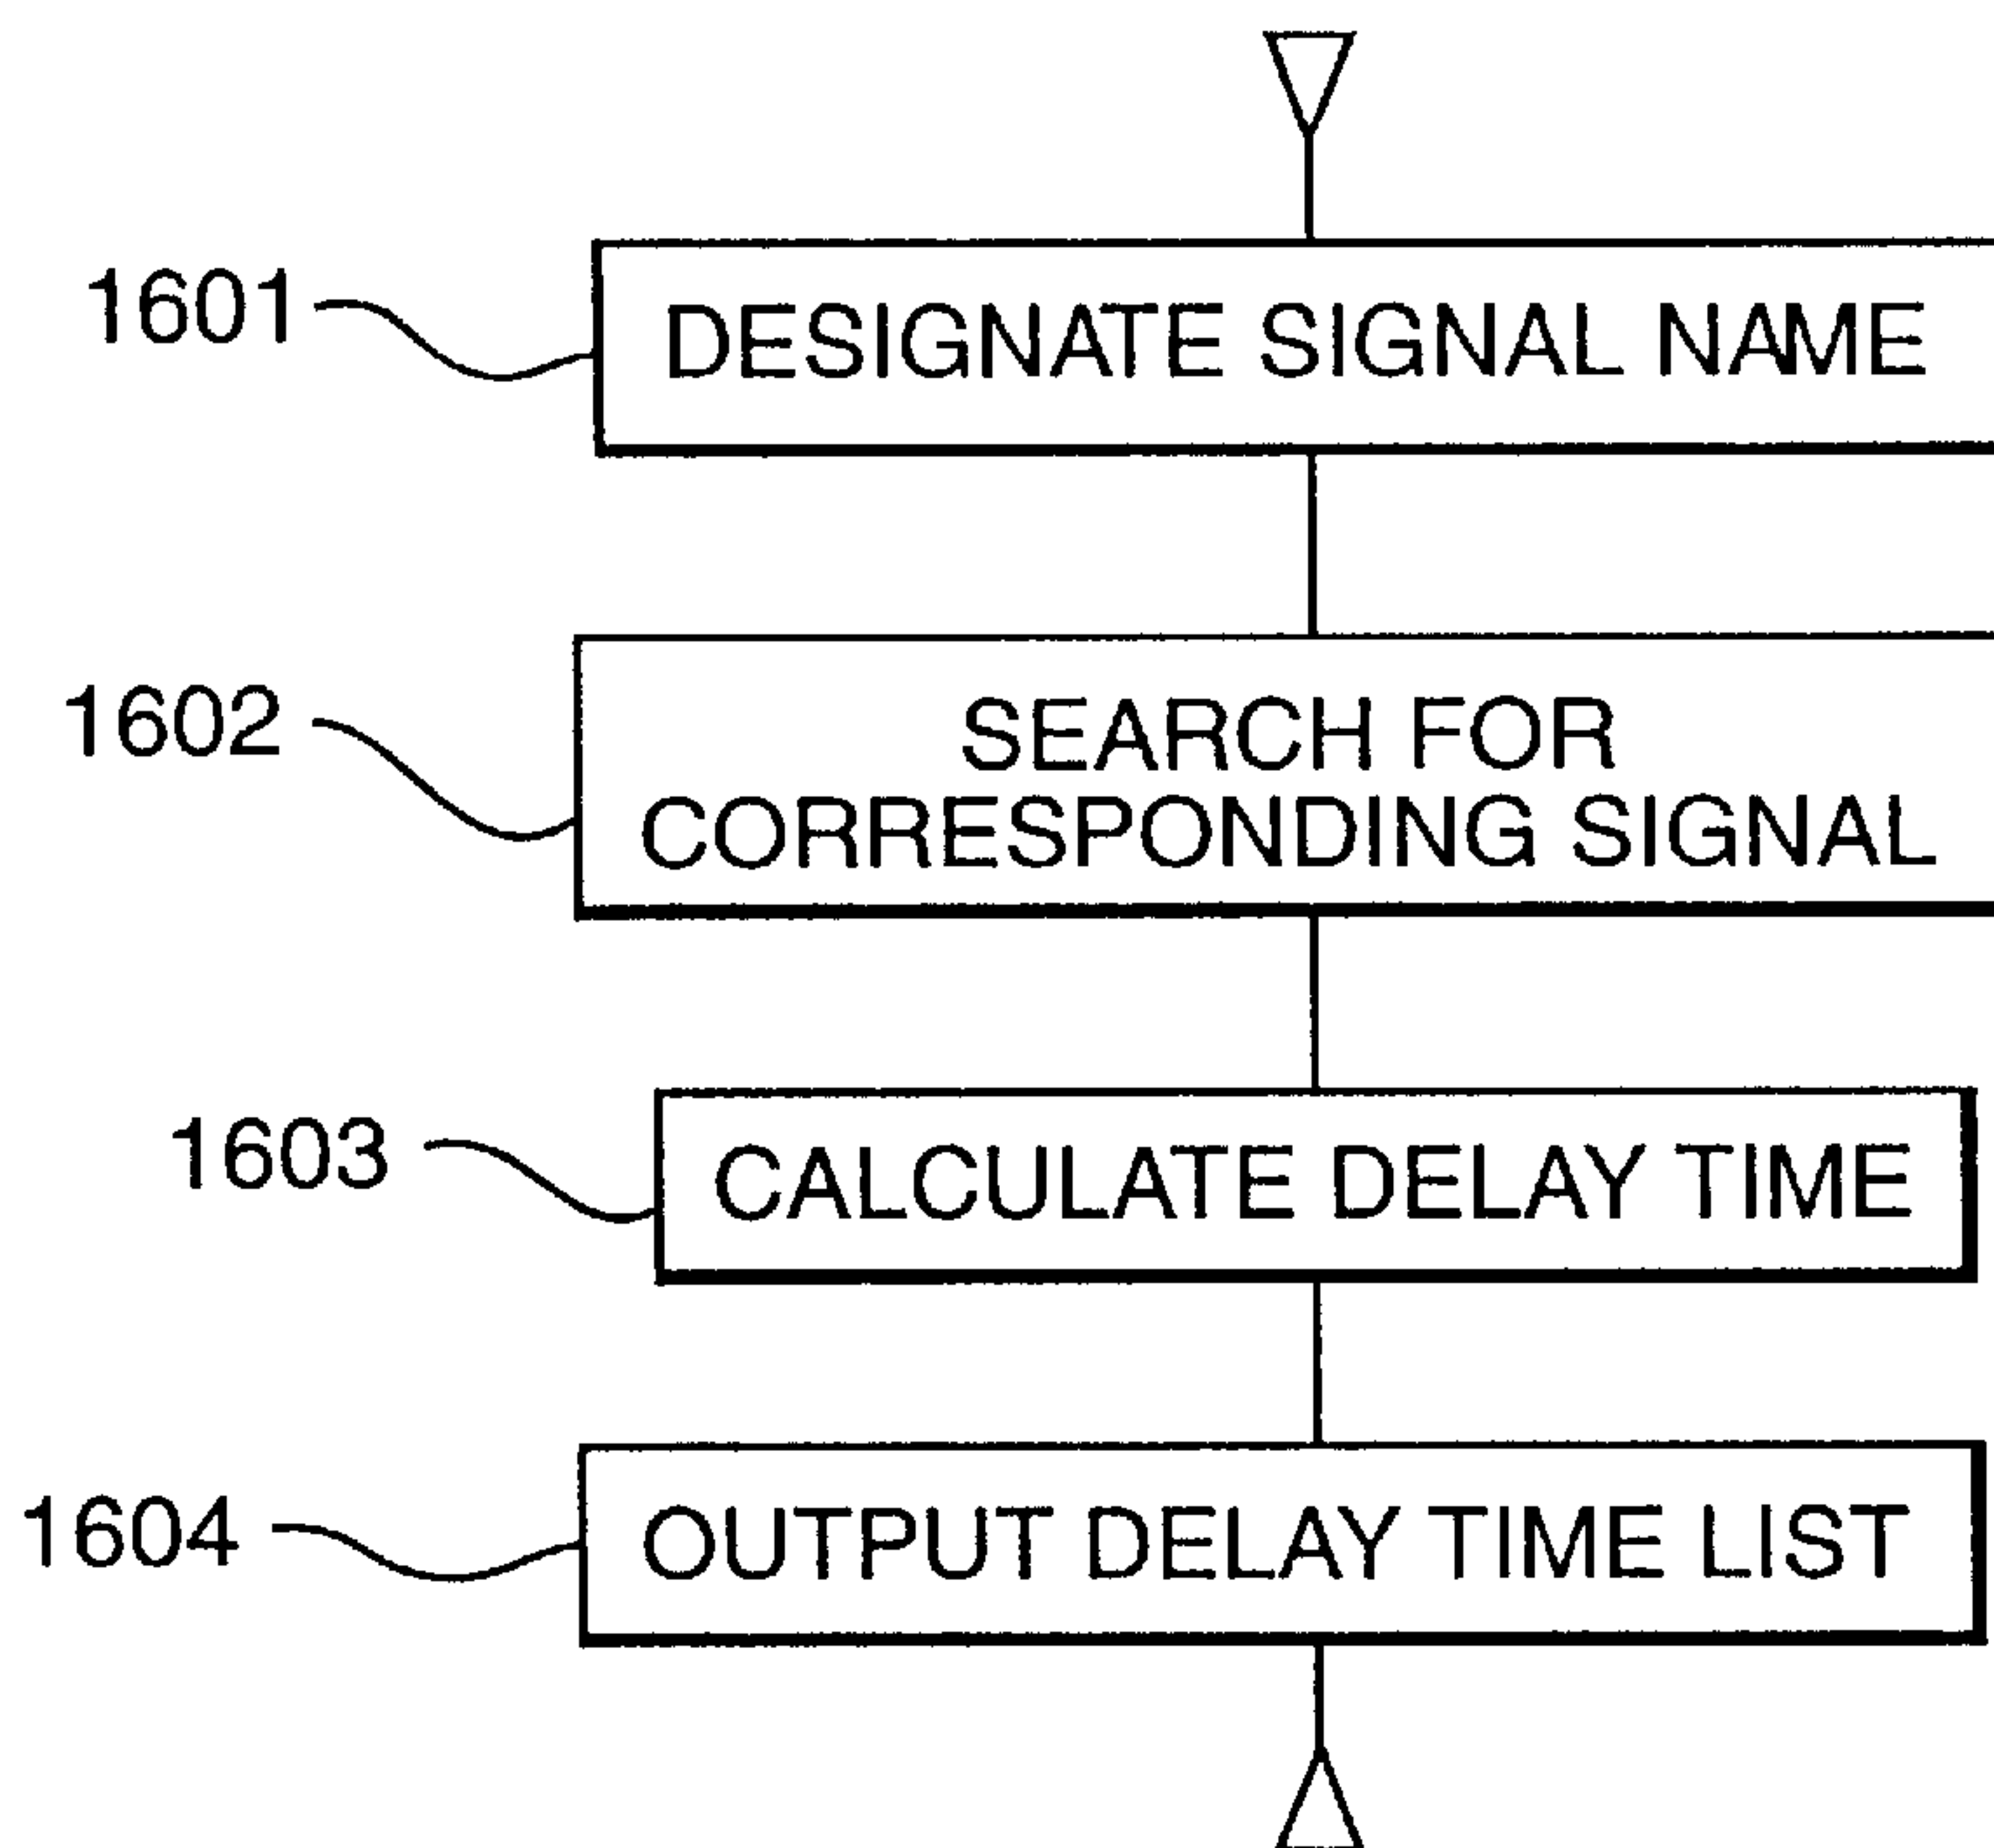 1601 DESIGNATE SIGNAL NAME
1602 SEARCH FOR
CORRESPONDING SIGNAL
1603 CALCULATE DELAY TIME
1604 OUTPUT DELAY TIME LIST